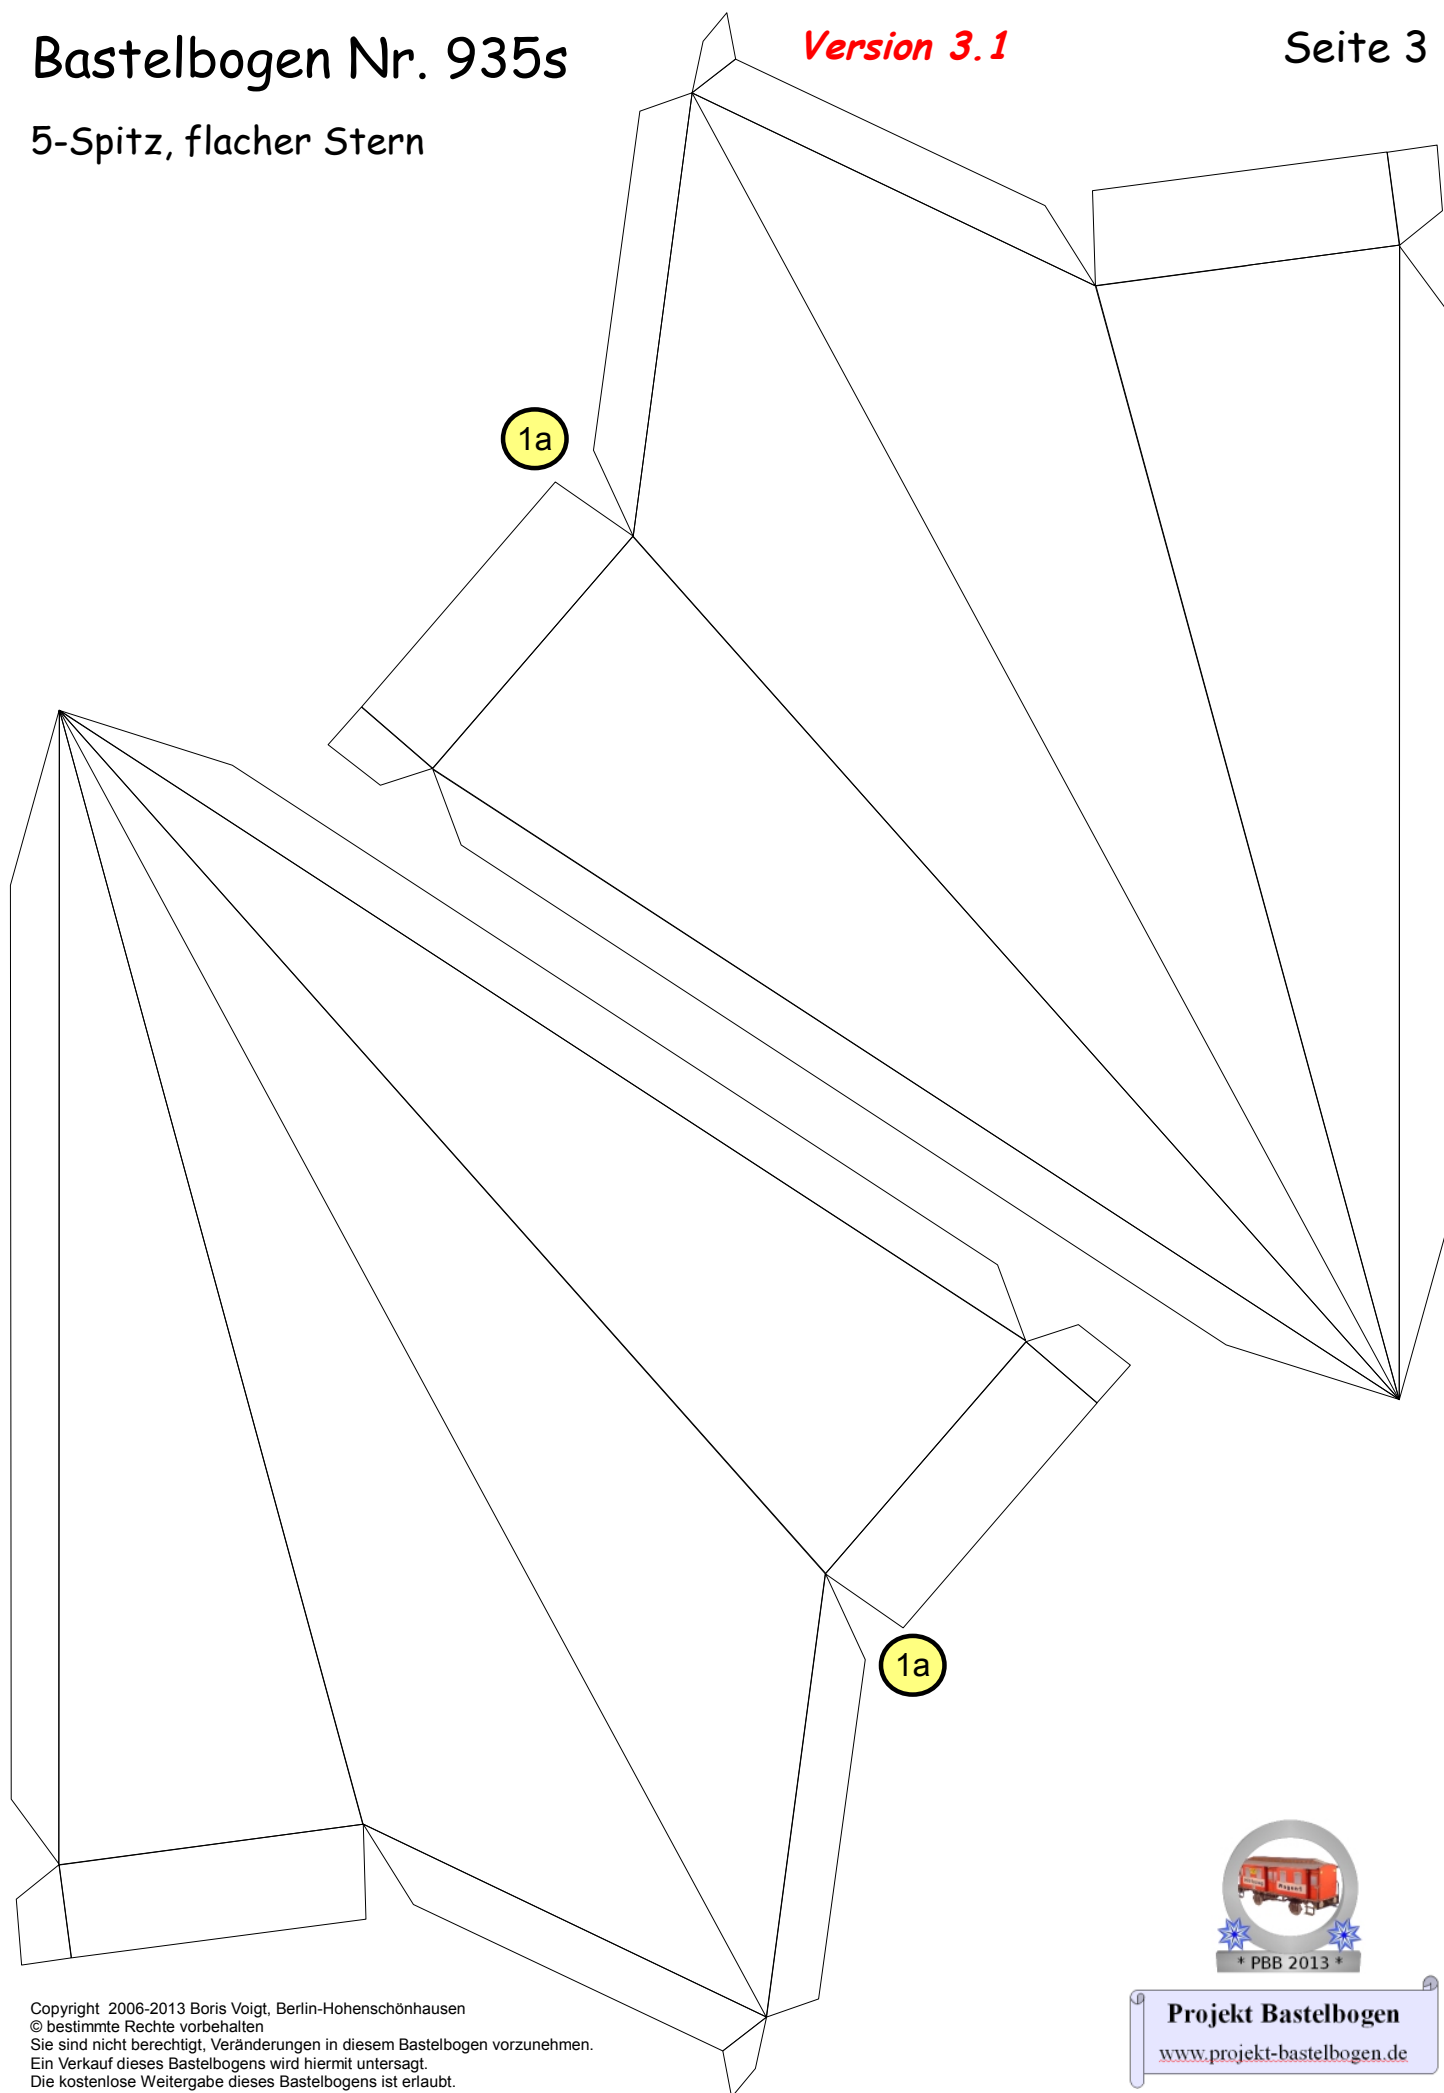 Bastelbogen Nr. 935s
Version 3.1
Seite 3
5-Spitz, flacher Stern
1a
1a
* PBB 2013 *
Projekt Bastelbogen
www.projekt-bastelbogen.de
Copyright 2006-2013 Boris Voigt, Berlin-Hohenschönhausen
© bestimmte Rechte vorbehalten
Sie sind nicht berechtigt, Veränderungen in diesem Bastelbogen vorzunehmen.
Ein Verkauf dieses Bastelbogens wird hiermit untersagt.
Die kostenlose Weitergabe dieses Bastelbogens ist erlaubt.